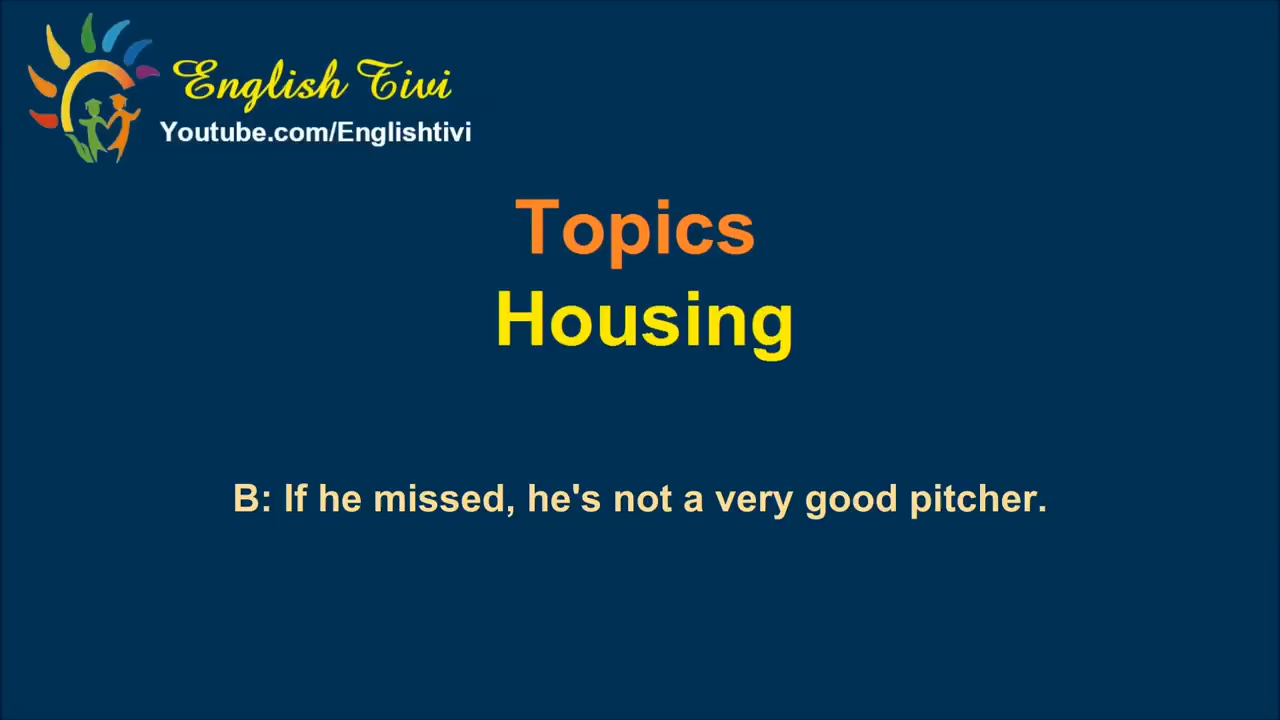 English Tivi
Youtube.com/Englishtivi
Topics
Housing
B: If he missed, he's not a very good pitcher.